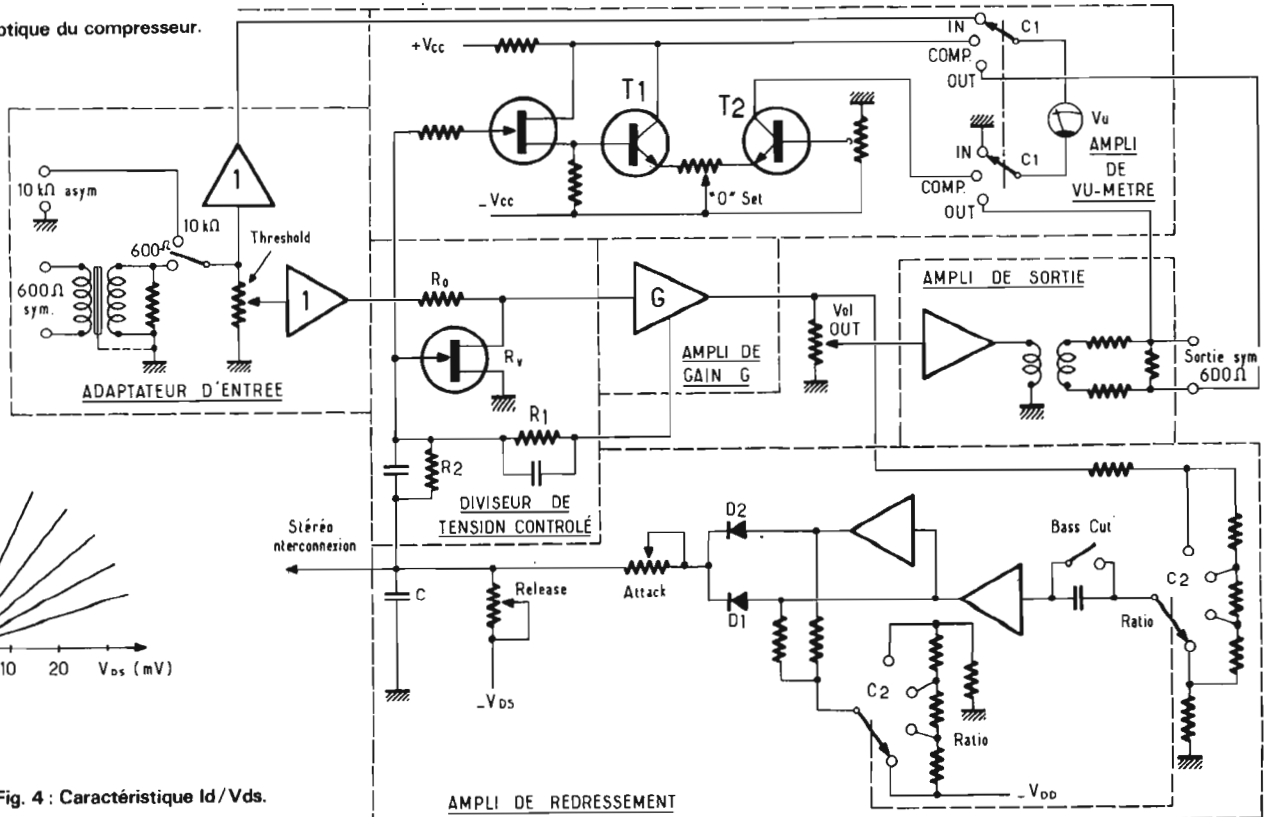 ptique du compresseur.
+Vcc
IN
C1
COMP.
OUT
T1
T2
Vu
AMPLI
DE
VU-METRE
IN
C1
COMP.
OUT
"0" Set
_Vcc
10 kΩ asym
1
10 kΩ
600Ω
Threshold
600Ω
sym.
1
ADAPTATEUR D'ENTREE
R0
Rv
G
AMPLI DE
GAIN G
Vol
OUT
AMPLI DE SORTIE
Sortie sym
600Ω
R1
R2
DIVISEUR DE
TENSION CONTROLÉ
Stéréo
nterconnexion
C
Release
_VDS
Attack
D2
D1
Bass Cut
C2
Ratio
C2
Ratio
_VDD
10 20 VDS (mV)
Fig. 4 : Caractéristique Id/Vds.
AMPLI DE REDRESSEMENT